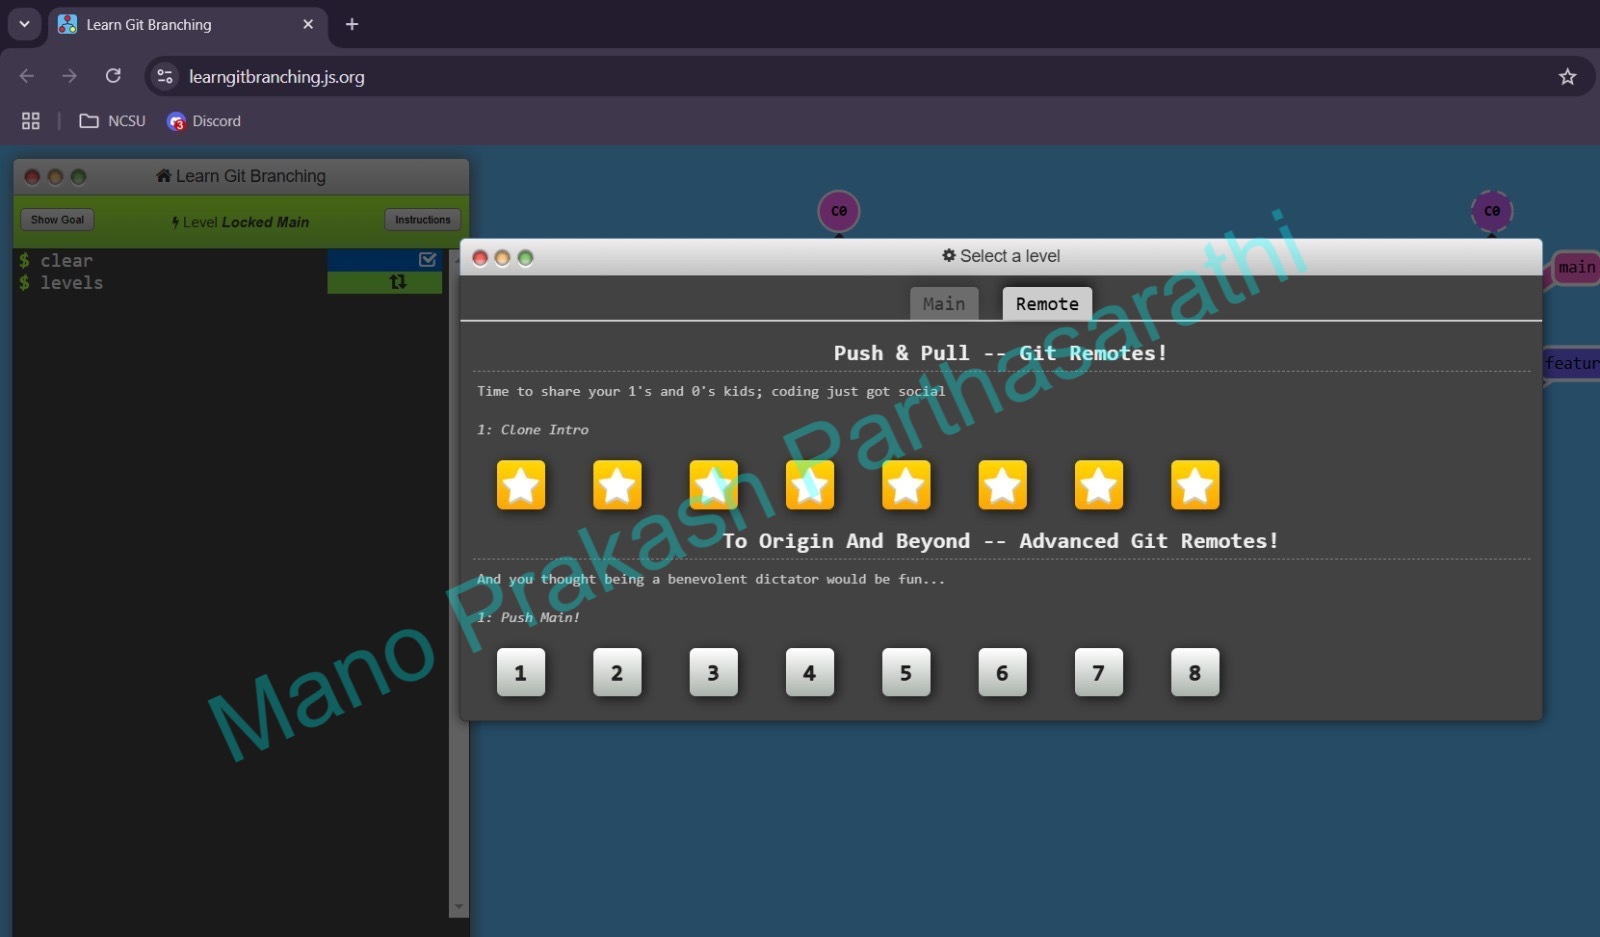 Learn Git Branching
learngitbranching.js.org
NCSU
3
Discord
Learn Git Branching
Show Goal
Level Locked Main
Instructions
$ clear
$ levels
C0
C0
main
featur
Select a level
Main
Remote
Push & Pull -- Git Remotes!
Time to share your 1's and 0's kids; coding just got social
1: Clone Intro
To Origin And Beyond -- Advanced Git Remotes!
And you thought being a benevolent dictator would be fun...
1: Push Main!
1 2 3 4 5 6 7 8
Mano Prakash Parthasarathi